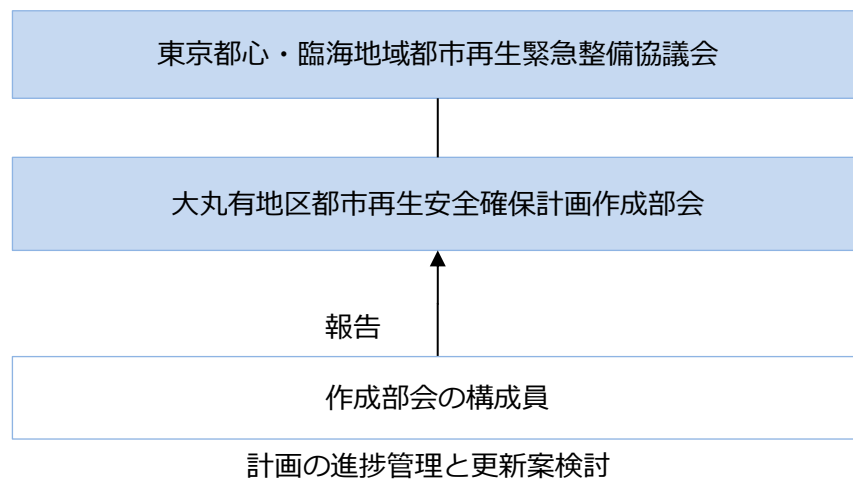 東京都心・臨海地域都市再生緊急整備協議会
大丸有地区都市再生安全確保計画作成部会
報告
作成部会の構成員
計画の進捗管理と更新案検討